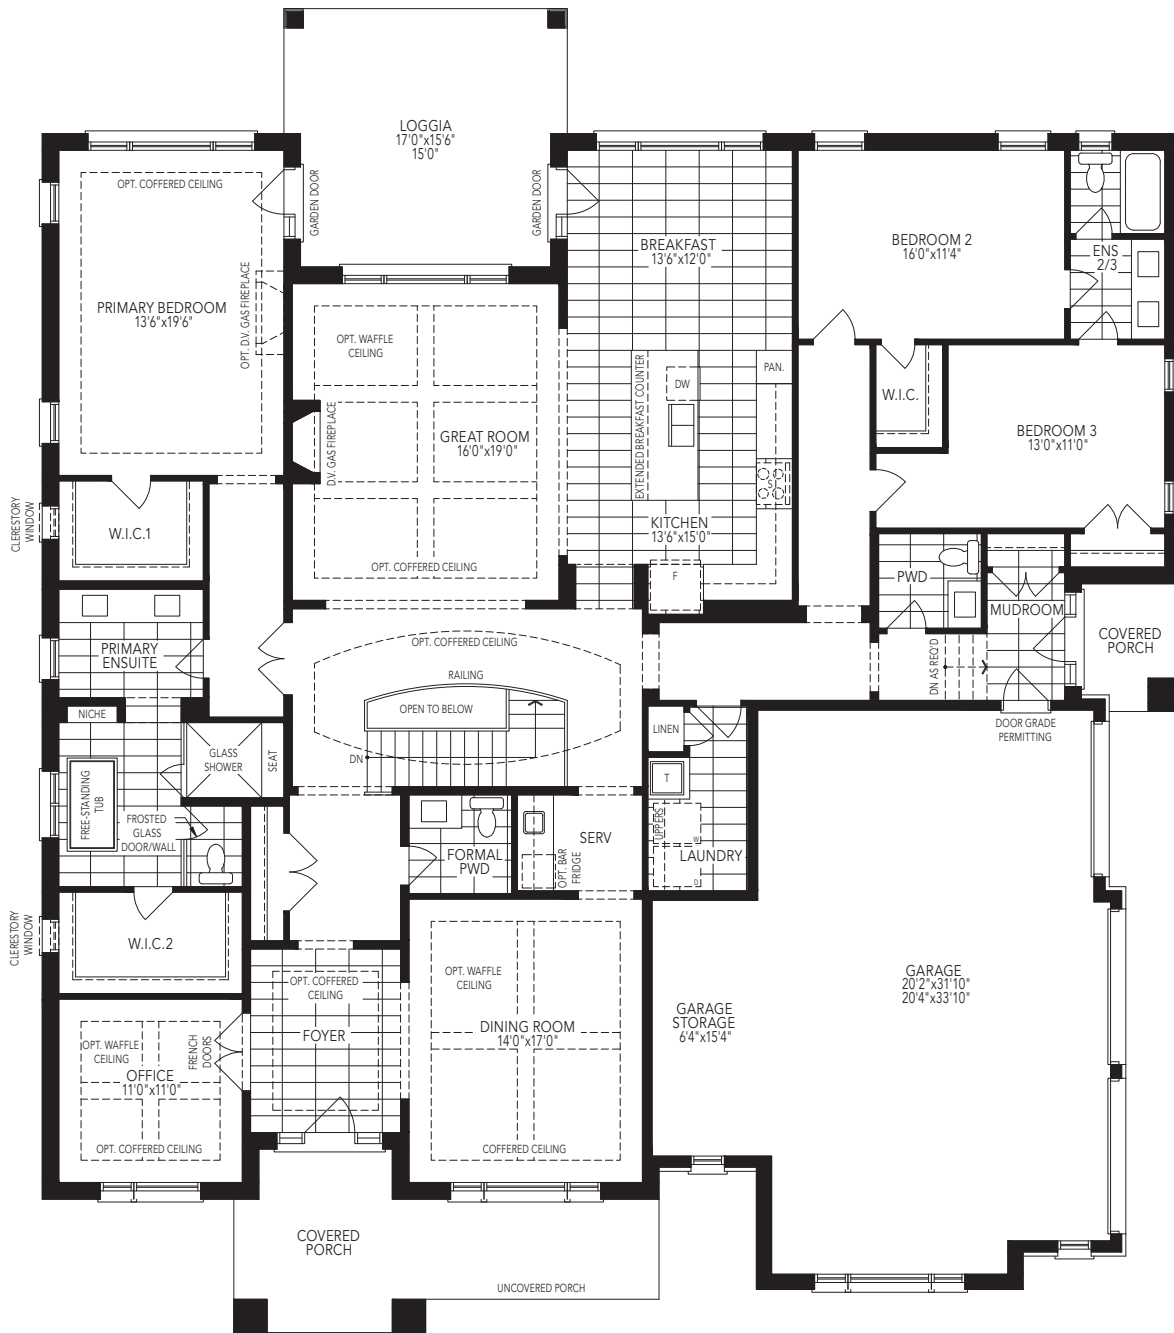 LOGGIA
17'0"x15'6"
15'0"
OPT. COFFERED CEILING
GARDEN DOOR
GARDEN DOOR
BREAKFAST
13'6"x12'0"
BEDROOM 2
16'0"x11'4"
ENS
2/3
PRIMARY BEDROOM
13'6"x19'6"
OPT. D.V. GAS FIREPLACE
OPT. WAFFLE
CEILING
EXTENDED BREAKFAST COUNTER
DW
PAN.
W.I.C.
D.V. GAS FIREPLACE
GREAT ROOM
16'0"x19'0"
BEDROOM 3
13'0"x11'0"
S
CLERESTORY
WINDOW
W.I.C.1
KITCHEN
13'6"x15'0"
OPT. COFFERED CEILING
F
PWD
MUDROOM
COVERED
PORCH
PRIMARY
ENSUITE
OPT. COFFERED CEILING
RAILING
OPEN TO BELOW
DN AS REQ'D
NICHE
LINEN
DOOR GRADE
PERMITTING
GLASS
SHOWER
SEAT
DN
T
FREE-STANDING
TUB
FROSTED
GLASS
DOOR/WALL
UPPERS
W
D
LAUNDRY
FORMAL
PWD
SERV
OPT. BAR
FRIDGE
CLERESTORY
WINDOW
W.I.C.2
OPT. COFFERED
CEILING
FOYER
OPT. WAFFLE
CEILING
DINING ROOM
14'0"x17'0"
COFFERED CEILING
GARAGE
20'2"x31'10"
20'4"x33'10"
GARAGE
STORAGE
6'4"x15'4"
OPT. WAFFLE
CEILING
FRENCH
DOORS
OFFICE
11'0"x11'0"
OPT. COFFERED CEILING
COVERED
PORCH
UNCOVERED PORCH